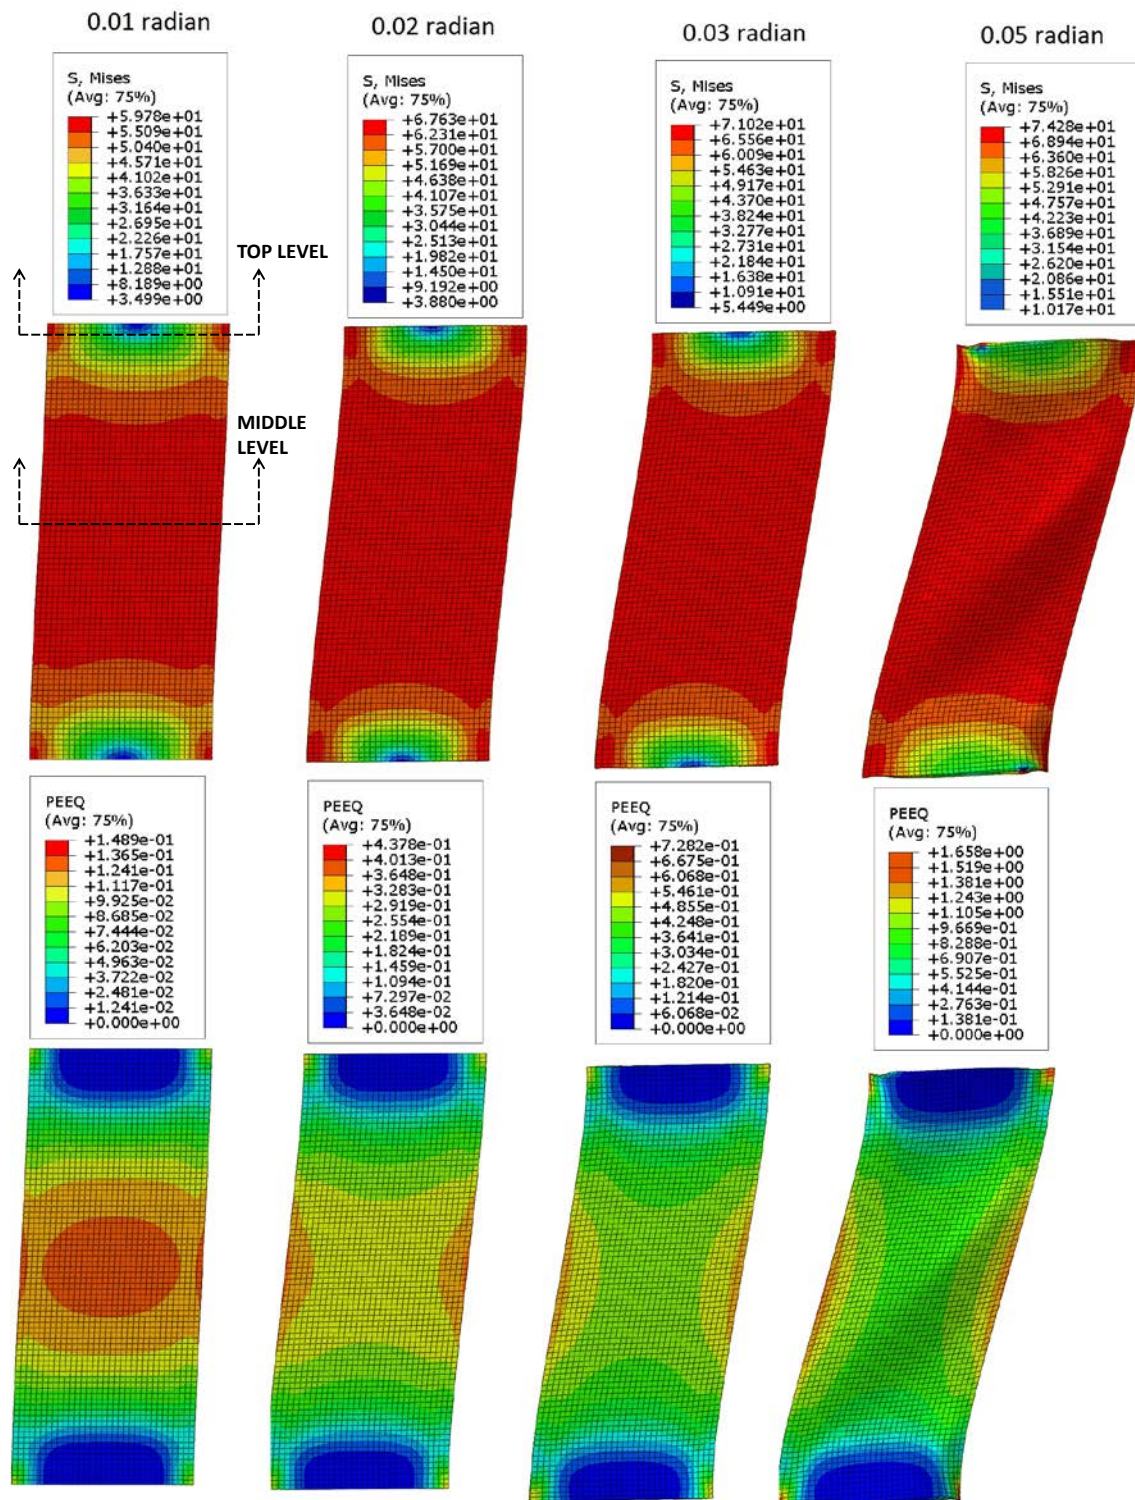 0.01 radian
0.02 radian
0.03 radian
0.05 radian
S, Mises
(Avg: 75%)
+5.978e+01
+5.509e+01
+5.040e+01
+4.571e+01
+4.102e+01
+3.633e+01
+3.164e+01
+2.695e+01
+2.226e+01
+1.757e+01
+1.288e+01
+8.189e+00
+3.499e+00
S, Mises
(Avg: 75%)
+6.763e+01
+6.231e+01
+5.700e+01
+5.169e+01
+4.638e+01
+4.107e+01
+3.575e+01
+3.044e+01
+2.513e+01
+1.982e+01
+1.450e+01
+9.192e+00
+3.880e+00
S, Mises
(Avg: 75%)
+7.102e+01
+6.556e+01
+6.009e+01
+5.463e+01
+4.917e+01
+4.370e+01
+3.824e+01
+3.277e+01
+2.731e+01
+2.184e+01
+1.638e+01
+1.091e+01
+5.449e+00
S, Mises
(Avg: 75%)
+7.428e+01
+6.894e+01
+6.360e+01
+5.826e+01
+5.291e+01
+4.757e+01
+4.223e+01
+3.689e+01
+3.154e+01
+2.620e+01
+2.086e+01
+1.551e+01
+1.017e+01
TOP LEVEL
MIDDLE
LEVEL
PEEQ
(Avg: 75%)
+1.489e-01
+1.365e-01
+1.241e-01
+1.117e-01
+9.925e-02
+8.685e-02
+7.444e-02
+6.203e-02
+4.963e-02
+3.722e-02
+2.481e-02
+1.241e-02
+0.000e+00
PEEQ
(Avg: 75%)
+4.378e-01
+4.013e-01
+3.648e-01
+3.283e-01
+2.919e-01
+2.554e-01
+2.189e-01
+1.824e-01
+1.459e-01
+1.094e-01
+7.297e-02
+3.648e-02
+0.000e+00
PEEQ
(Avg: 75%)
+7.282e-01
+6.675e-01
+6.068e-01
+5.461e-01
+4.855e-01
+4.248e-01
+3.641e-01
+3.034e-01
+2.427e-01
+1.820e-01
+1.214e-01
+6.068e-02
+0.000e+00
PEEQ
(Avg: 75%)
+1.658e+00
+1.519e+00
+1.381e+00
+1.243e+00
+1.105e+00
+9.669e-01
+8.288e-01
+6.907e-01
+5.525e-01
+4.144e-01
+2.763e-01
+1.381e-01
+0.000e+00